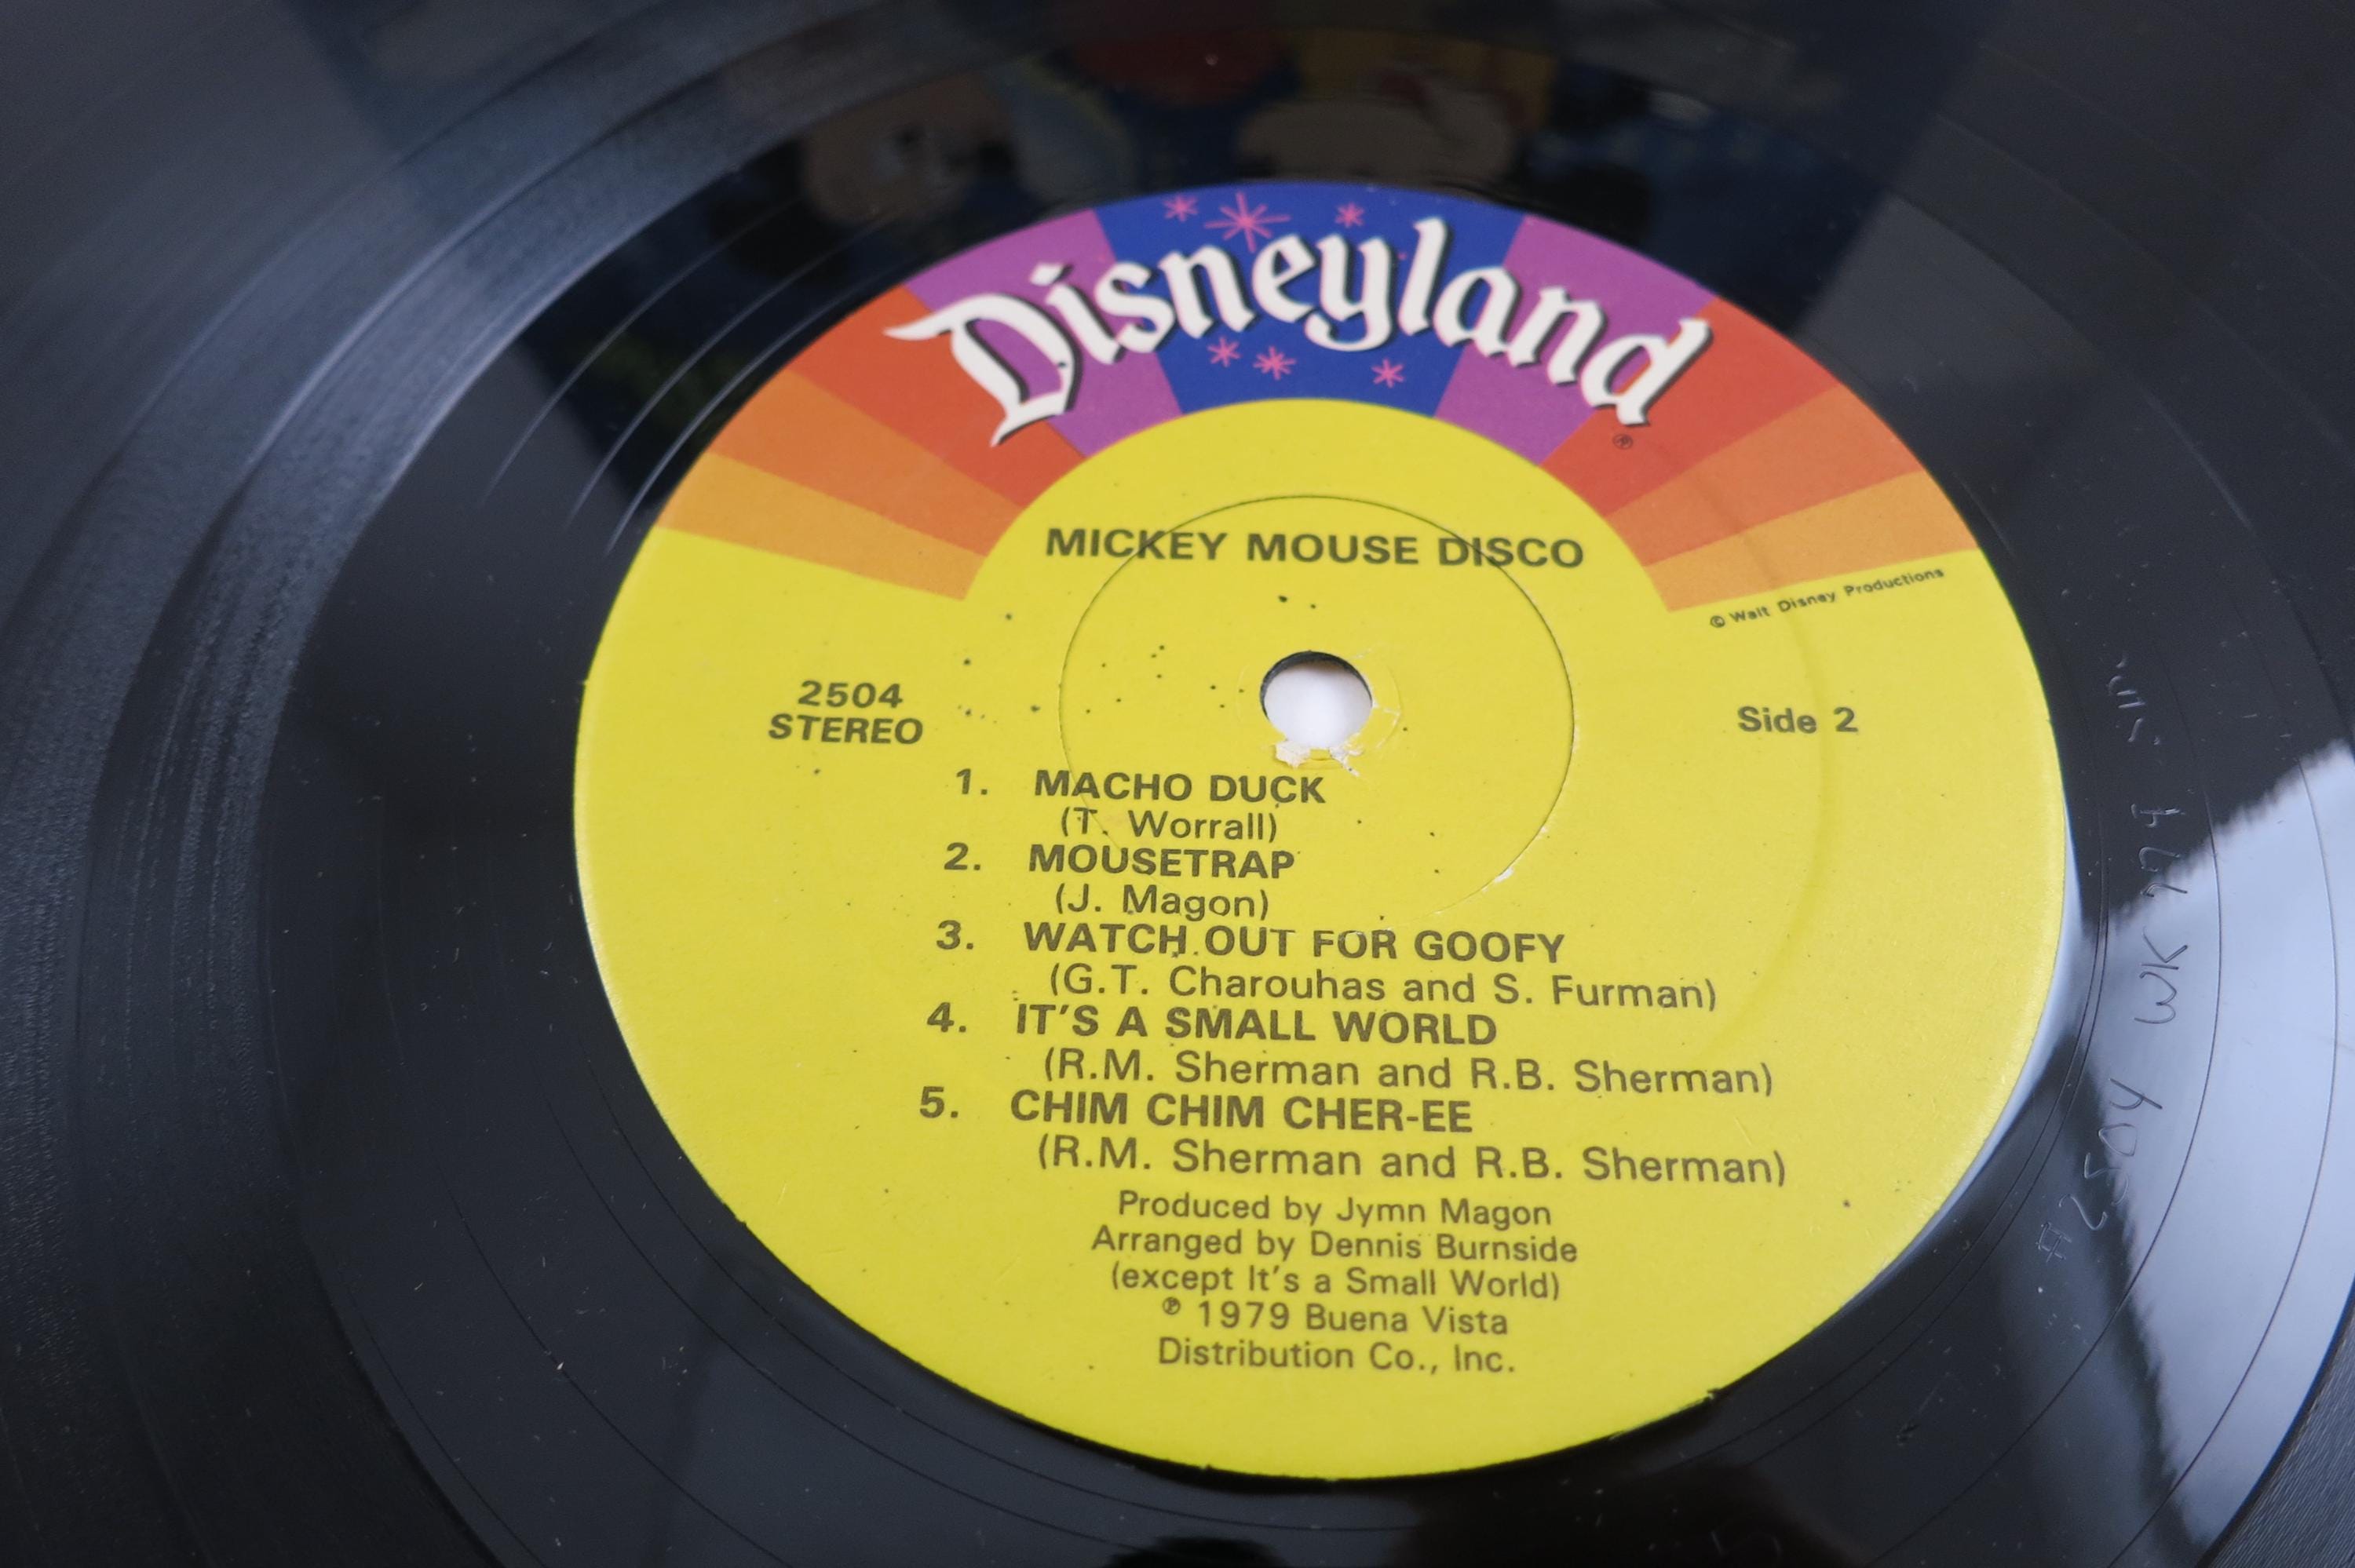 Disneyland
®
MICKEY MOUSE DISCO
© Walt Disney Productions
2504
STEREO
Side 2
1. MACHO DUCK
(T. Worrall)
2. MOUSETRAP
(J. Magon)
3. WATCH OUT FOR GOOFY
(G.T. Charouhas and S. Furman)
4. IT'S A SMALL WORLD
(R.M. Sherman and R.B. Sherman)
5. CHIM CHIM CHER-EE
(R.M. Sherman and R.B. Sherman)
Produced by Jymn Magon
Arranged by Dennis Burnside
(except It's a Small World)
℗ 1979 Buena Vista
Distribution Co., Inc.
2504 WK